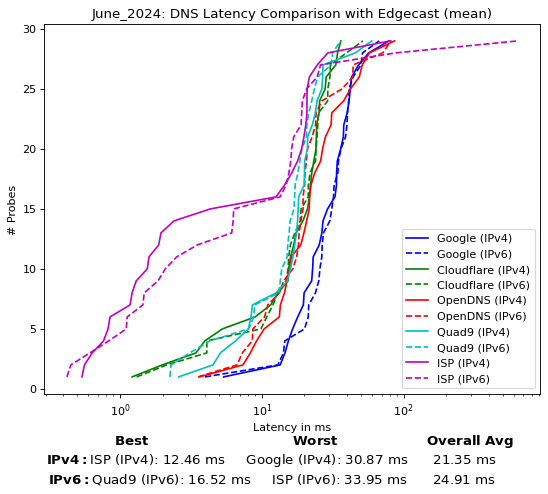 June_2024: DNS Latency Comparison with Edgecast (mean)
30
25
20
15
10
5
0
# Probes
Google (IPv4)
Google (IPv6)
Cloudflare (IPv4)
Cloudflare (IPv6)
OpenDNS (IPv4)
OpenDNS (IPv6)
Quad9 (IPv4)
Quad9 (IPv6)
ISP (IPv4)
ISP (IPv6)
10⁰ 10¹ 10²
Latency in ms
Best Worst Overall Avg
IPv4: ISP (IPv4): 12.46 ms Google (IPv4): 30.87 ms 21.35 ms
IPv6: Quad9 (IPv6): 16.52 ms ISP (IPv6): 33.95 ms 24.91 ms